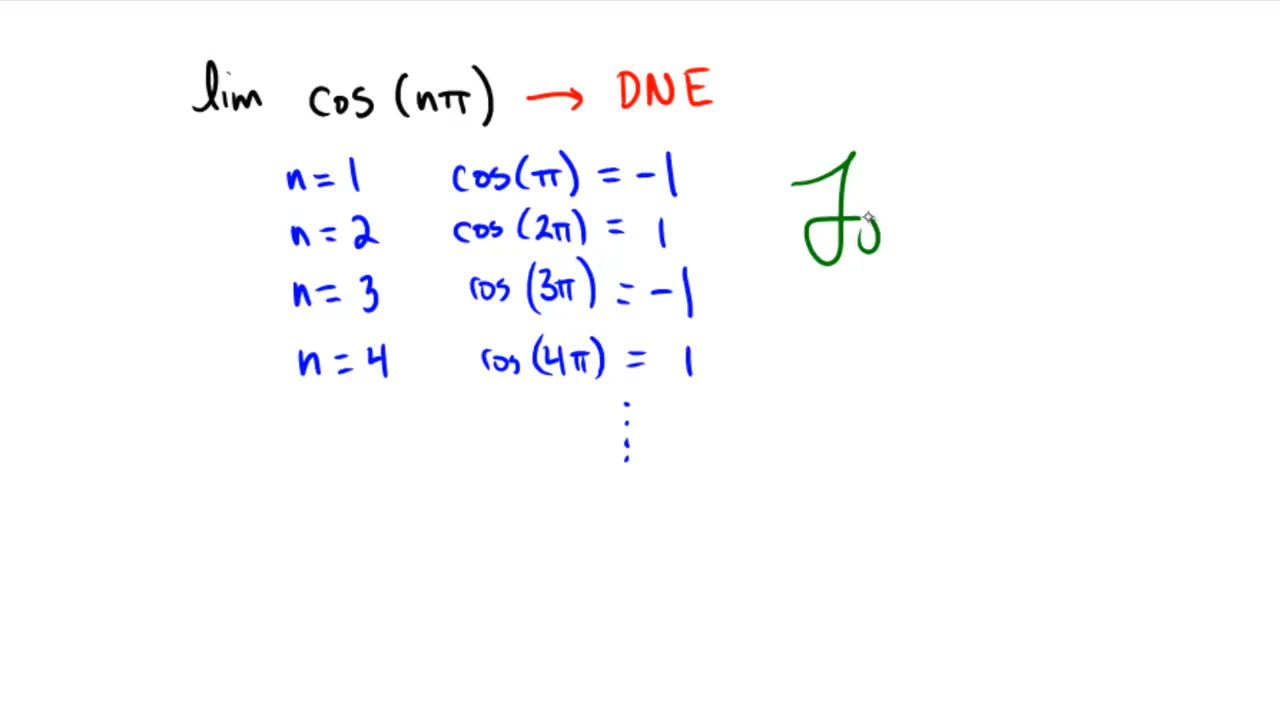 lim cos (nπ) → DNE
n = 1 cos(π) = -1
n = 2 cos (2π) = 1
n = 3 cos (3π) = -1
n = 4 cos (4π) = 1
⋮